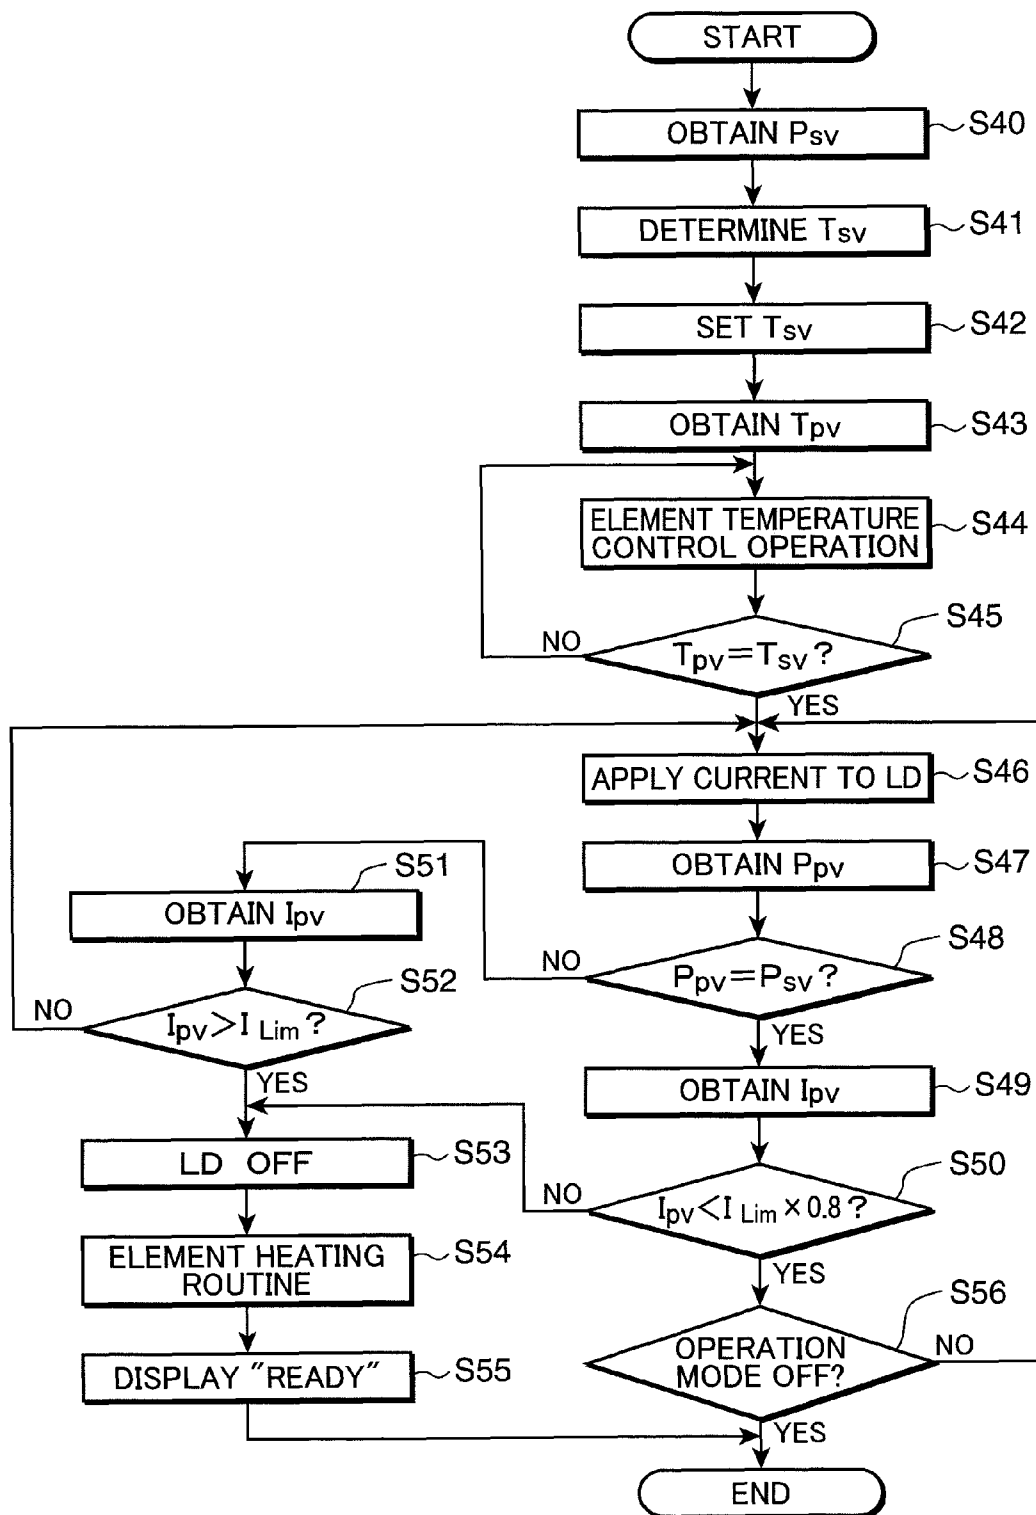 START
OBTAIN Psv
S40
DETERMINE Tsv
S41
SET Tsv
S42
OBTAIN Tpv
S43
ELEMENT TEMPERATURE
CONTROL OPERATION
S44
S45
NO
Tpv=Tsv?
YES
APPLY CURRENT TO LD
S46
OBTAIN Ppv
S47
S51
OBTAIN Ipv
S48
NO
Ppv=Psv?
YES
S52
NO
Ipv>I Lim?
YES
OBTAIN Ipv
S49
LD OFF
S53
S50
NO
Ipv<I Lim×0.8?
YES
ELEMENT HEATING
ROUTINE
S54
S56
OPERATION
MODE OFF?
NO
YES
DISPLAY "READY"
S55
END